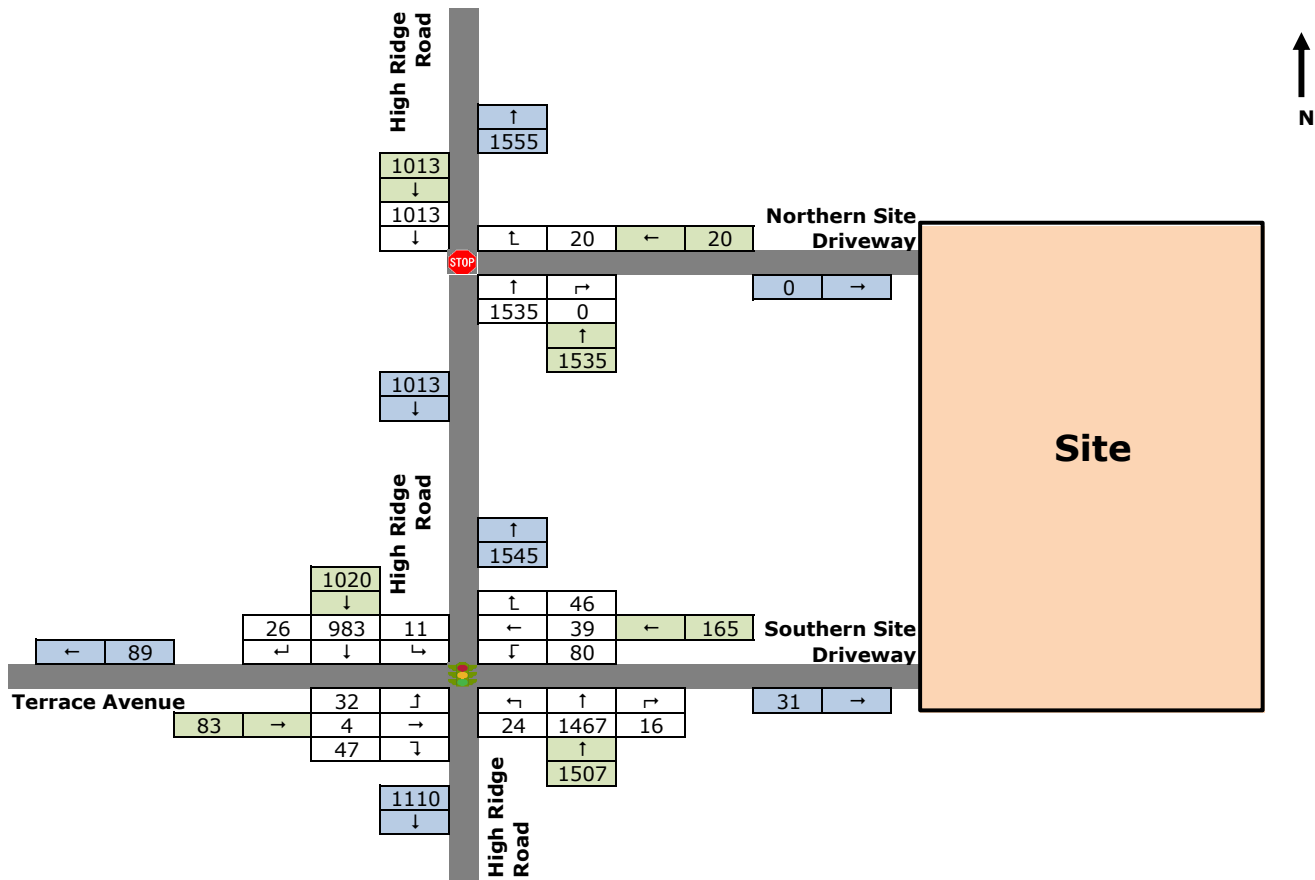 High Ridge
Road
↑
1555
N
1013
↓
1013
↓
Northern Site
Driveway
↰ 20 ← 20
STOP
0 →
↑ ↱
1535 0
↑
1535
1013
↓
Site
High Ridge
Road
↑
1545
1020
↓
26 983 11
↵ ↓ ↳
↱ 46
← 39 ← 165
↲ 80
Southern Site
Driveway
← 89
Terrace Avenue
32 ⮥
83 → 4 →
47 ⮧
↰ ↑ ↱
24 1467 16
↑
1507
31 →
1110
↓
High Ridge
Road